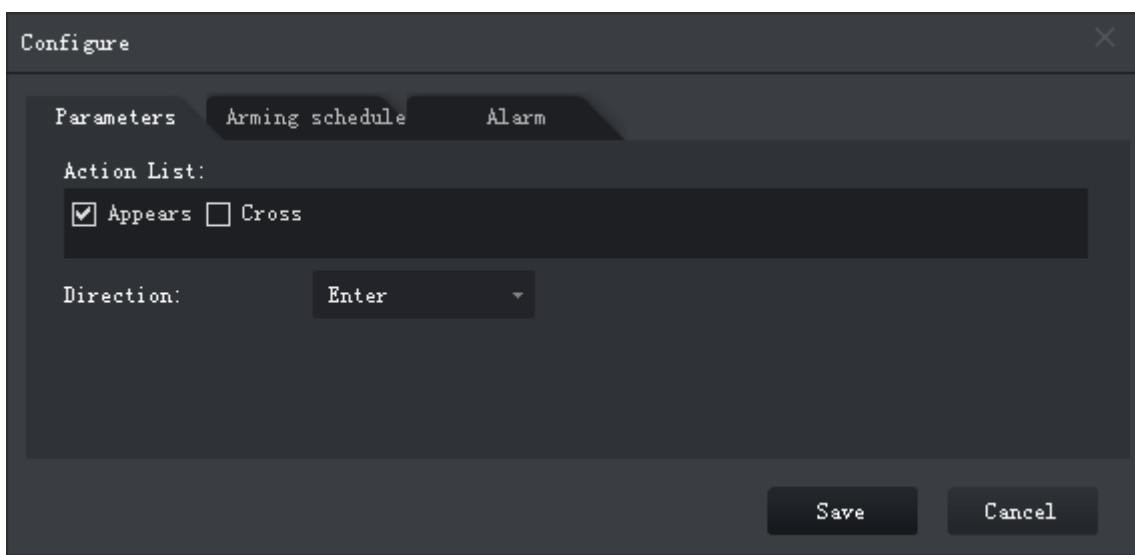 Configure
Parameters Arming schedule Alarm
Action List:
Appears Cross
Direction: Enter
Save Cancel